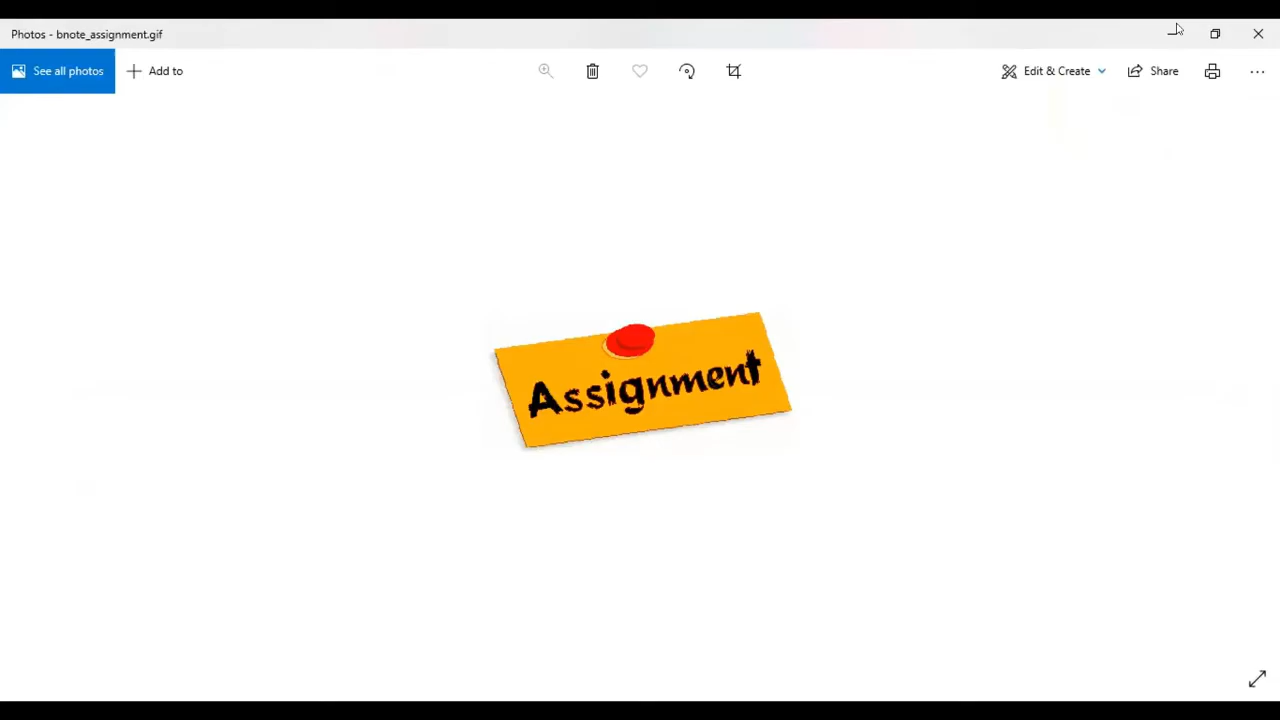 Photos - bnote_assignment.gif
See all photos
Add to
Edit & Create
Share
Assignment